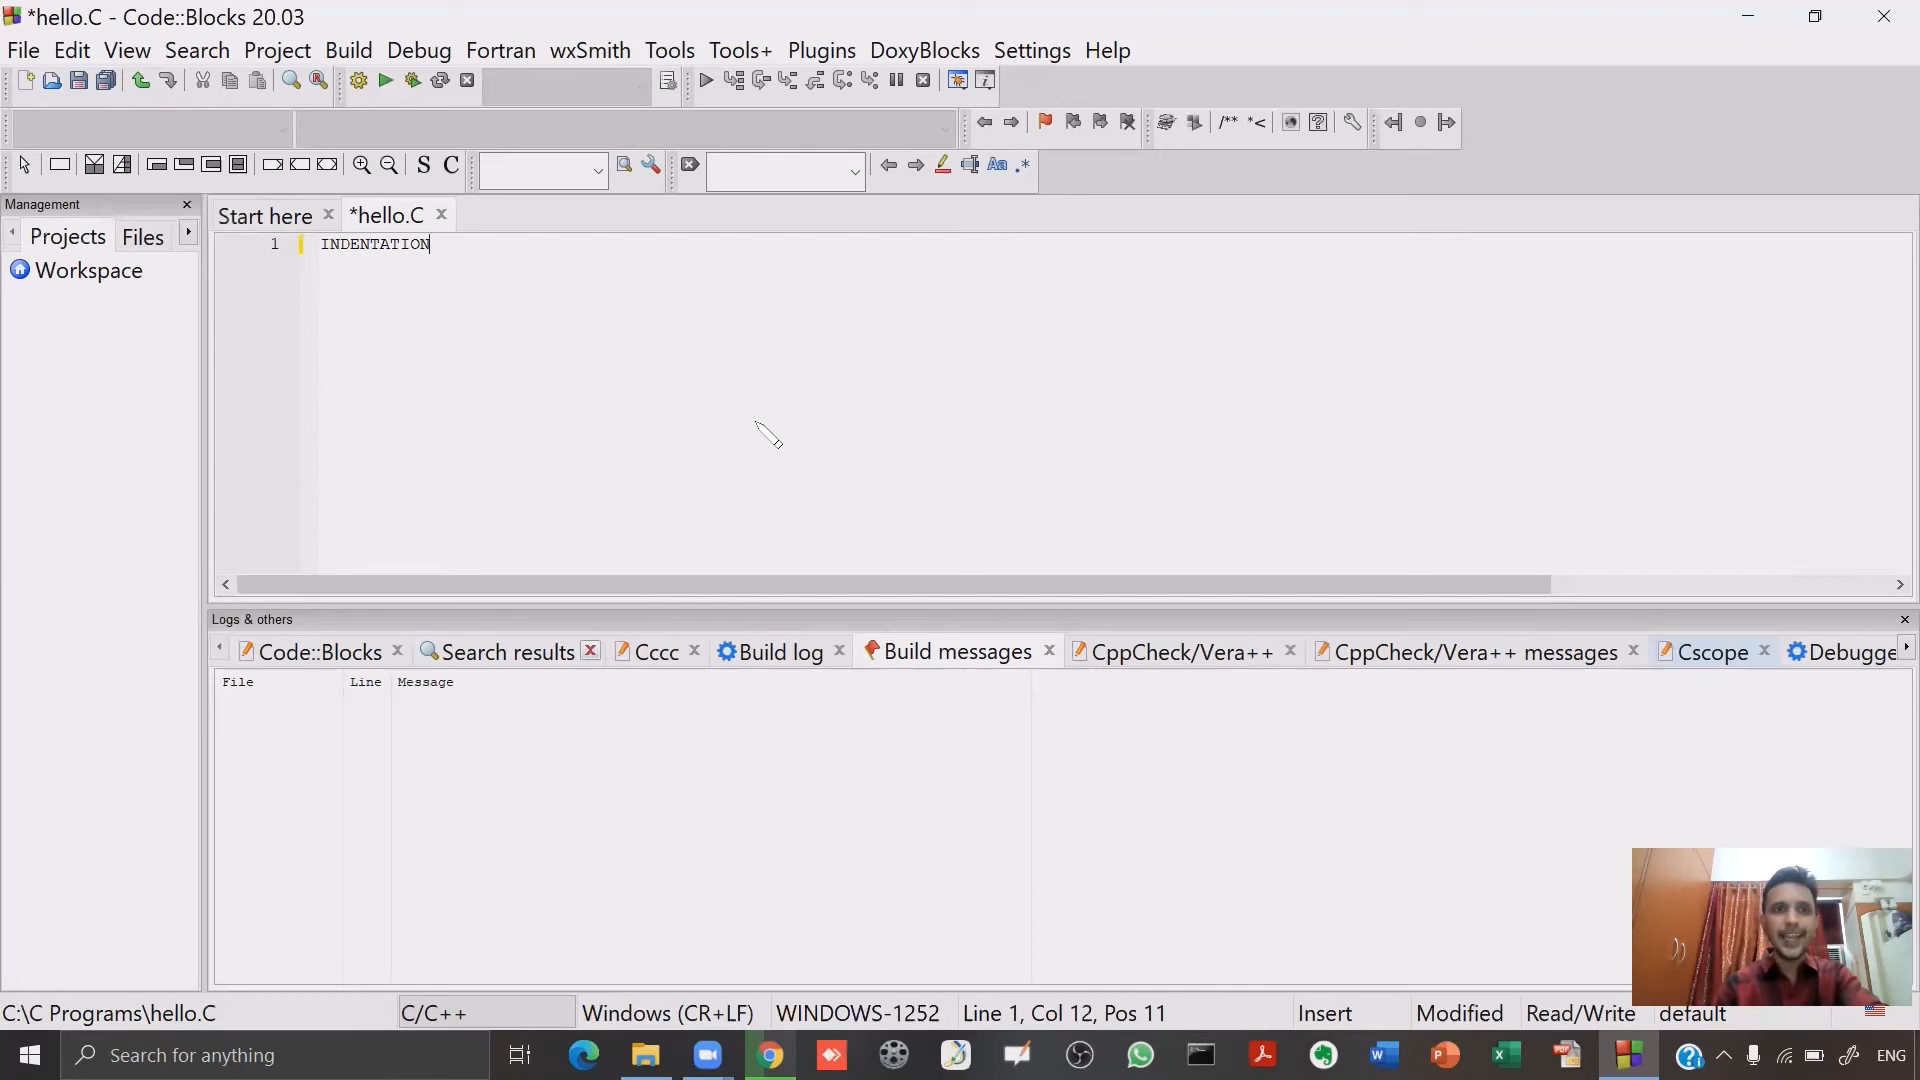 *hello.C - Code::Blocks 20.03
File Edit View Search Project Build Debug Fortran wxSmith Tools Tools+ Plugins DoxyBlocks Settings Help
/** *<
S C Aa .*
Management
Start here *hello.C
Projects Files
1 INDENTATION
Workspace
Logs & others
Code::Blocks Search results Cccc Build log Build messages CppCheck/Vera++ CppCheck/Vera++ messages Cscope Debugge
File Line Message
C:\C Programs\hello.C C/C++ Windows (CR+LF) WINDOWS-1252 Line 1, Col 12, Pos 11 Insert Modified Read/Write default
Search for anything ENG